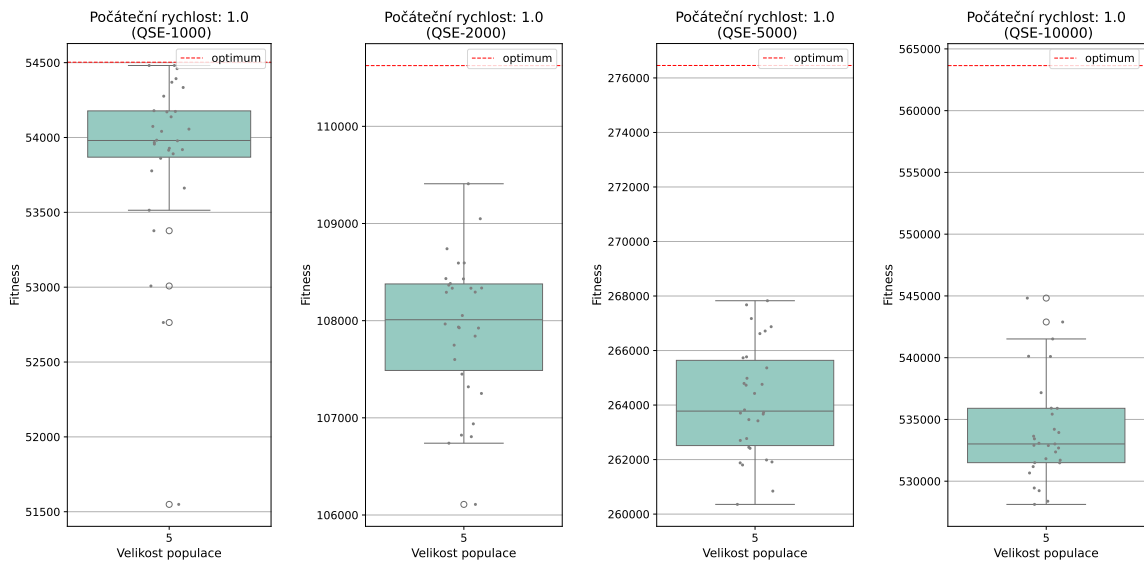 Počáteční rychlost: 1.0
(QSE-1000)
optimum
54500
54000
53500
53000
52500
52000
51500
Fitness
5
Velikost populace
Počáteční rychlost: 1.0
(QSE-2000)
optimum
110000
109000
108000
107000
106000
Fitness
5
Velikost populace
Počáteční rychlost: 1.0
(QSE-5000)
optimum
276000
274000
272000
270000
268000
266000
264000
262000
260000
Fitness
5
Velikost populace
Počáteční rychlost: 1.0
(QSE-10000)
optimum
565000
560000
555000
550000
545000
540000
535000
530000
Fitness
5
Velikost populace